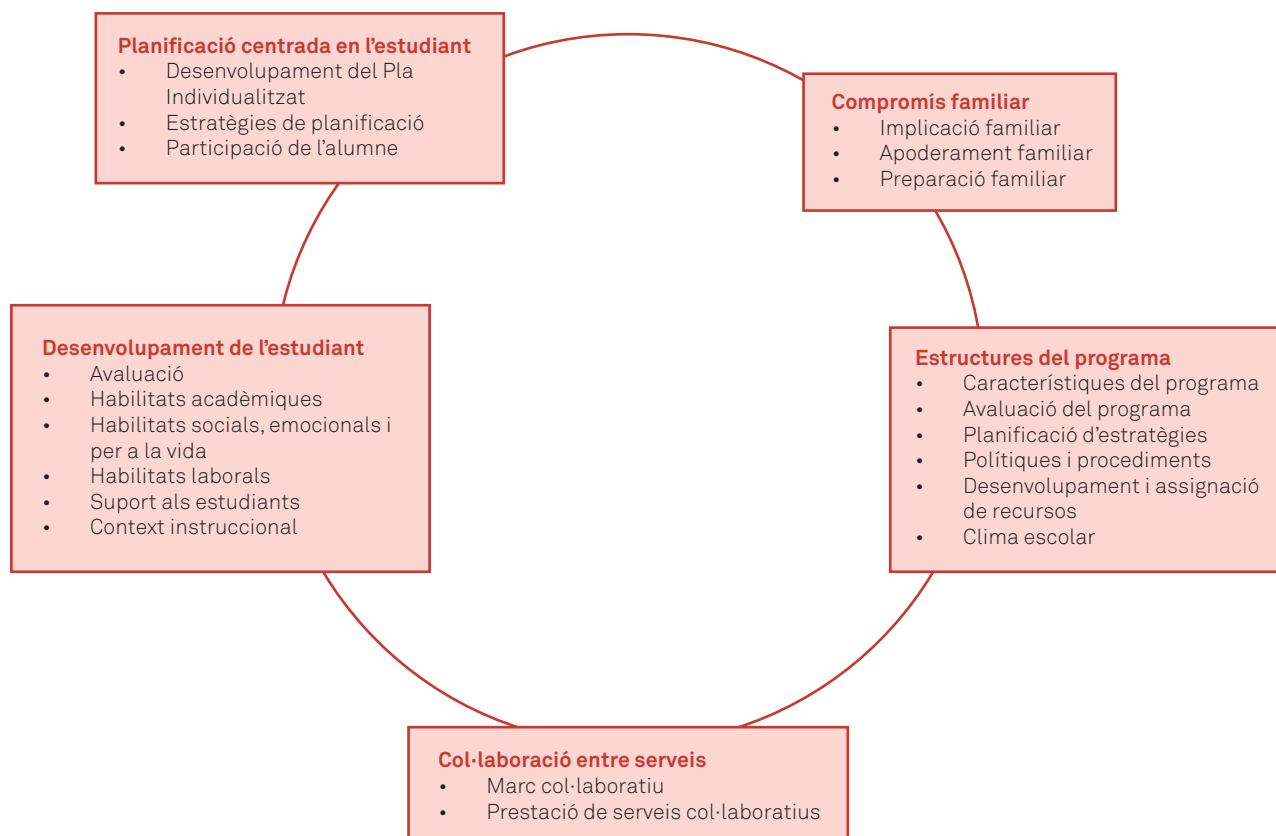 Planificació centrada en l’estudiant
• Desenvolupament del Pla
Individualitzat
• Estratègies de planificació
• Participació de l’alumne
Compromís familiar
• Implicació familiar
• Apoderament familiar
• Preparació familiar
Desenvolupament de l’estudiant
• Avaluació
• Habilitats acadèmiques
• Habilitats socials, emocionals i
per a la vida
• Habilitats laborals
• Suport als estudiants
• Context instruccional
Estructures del programa
• Característiques del programa
• Avaluació del programa
• Planificació d’estratègies
• Polítiques i procediments
• Desenvolupament i assignació
de recursos
• Clima escolar
Col·laboració entre serveis
• Marc col·laboratiu
• Prestació de serveis col·laboratius